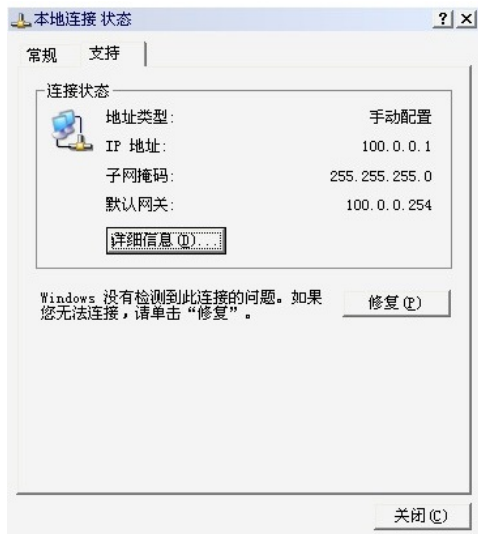 本地连接 状态
常规
支持
连接状态
地址类型: 手动配置
IP 地址: 100.0.0.1
子网掩码: 255.255.255.0
默认网关: 100.0.0.254
详细信息(D)...
Windows 没有检测到此连接的问题。如果
您无法连接，请单击“修复”。
修复(P)
关闭(C)